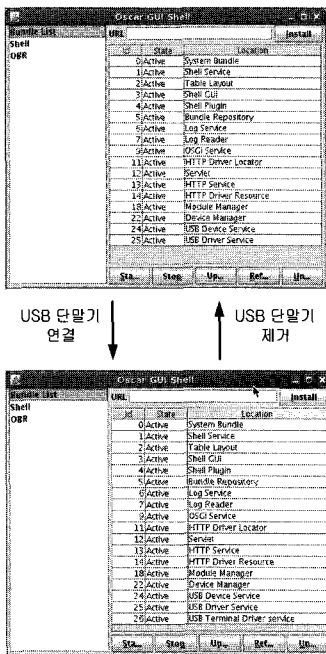 Oscar GUI Shell
Bundle List
Shell
OBR
URL
Install
id State Location
0 Active System Bundle
1 Active Shell Service
2 Active Table Layout
3 Active Shell GUI
4 Active Shell Plugin
5 Active Bundle Repository
6 Active Log Service
7 Active Log Reader
9 Active OSGi Service
11 Active HTTP Driver Locator
12 Active Servlet
13 Active HTTP Service
14 Active HTTP Driver Resource
18 Active Module Manager
22 Active Device Manager
24 Active USB Device Service
25 Active USB Driver Service
Sta... Stop Up... Ref... Un...
USB 단말기
연결
USB 단말기
제거
Oscar GUI Shell
Bundle List
Shell
OBR
URL
Install
id State Location
0 Active System Bundle
1 Active Shell Service
2 Active Table Layout
3 Active Shell GUI
4 Active Shell Plugin
5 Active Bundle Repository
6 Active Log Service
7 Active Log Reader
9 Active OSGi Service
11 Active HTTP Driver Locator
12 Active Servlet
13 Active HTTP Service
14 Active HTTP Driver Resource
18 Active Module Manager
22 Active Device Manager
24 Active USB Device Service
25 Active USB Driver Service
26 Active USB Terminal Driver service
Sta... Stop Up... Ref... Un...